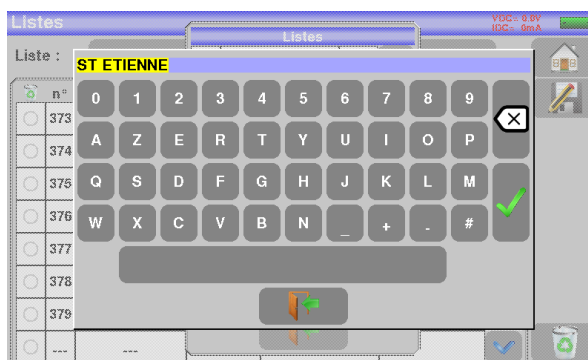 Listes
VDC= 0.0V
IDC= 0mA
Listes
Liste :
ST ETIENNE
n°
0 1 2 3 4 5 6 7 8 9
A Z E R T Y U I O P
Q S D F G H J K L M
W X C V B N _ + - #
373
374
375
376
377
378
379
--- ---